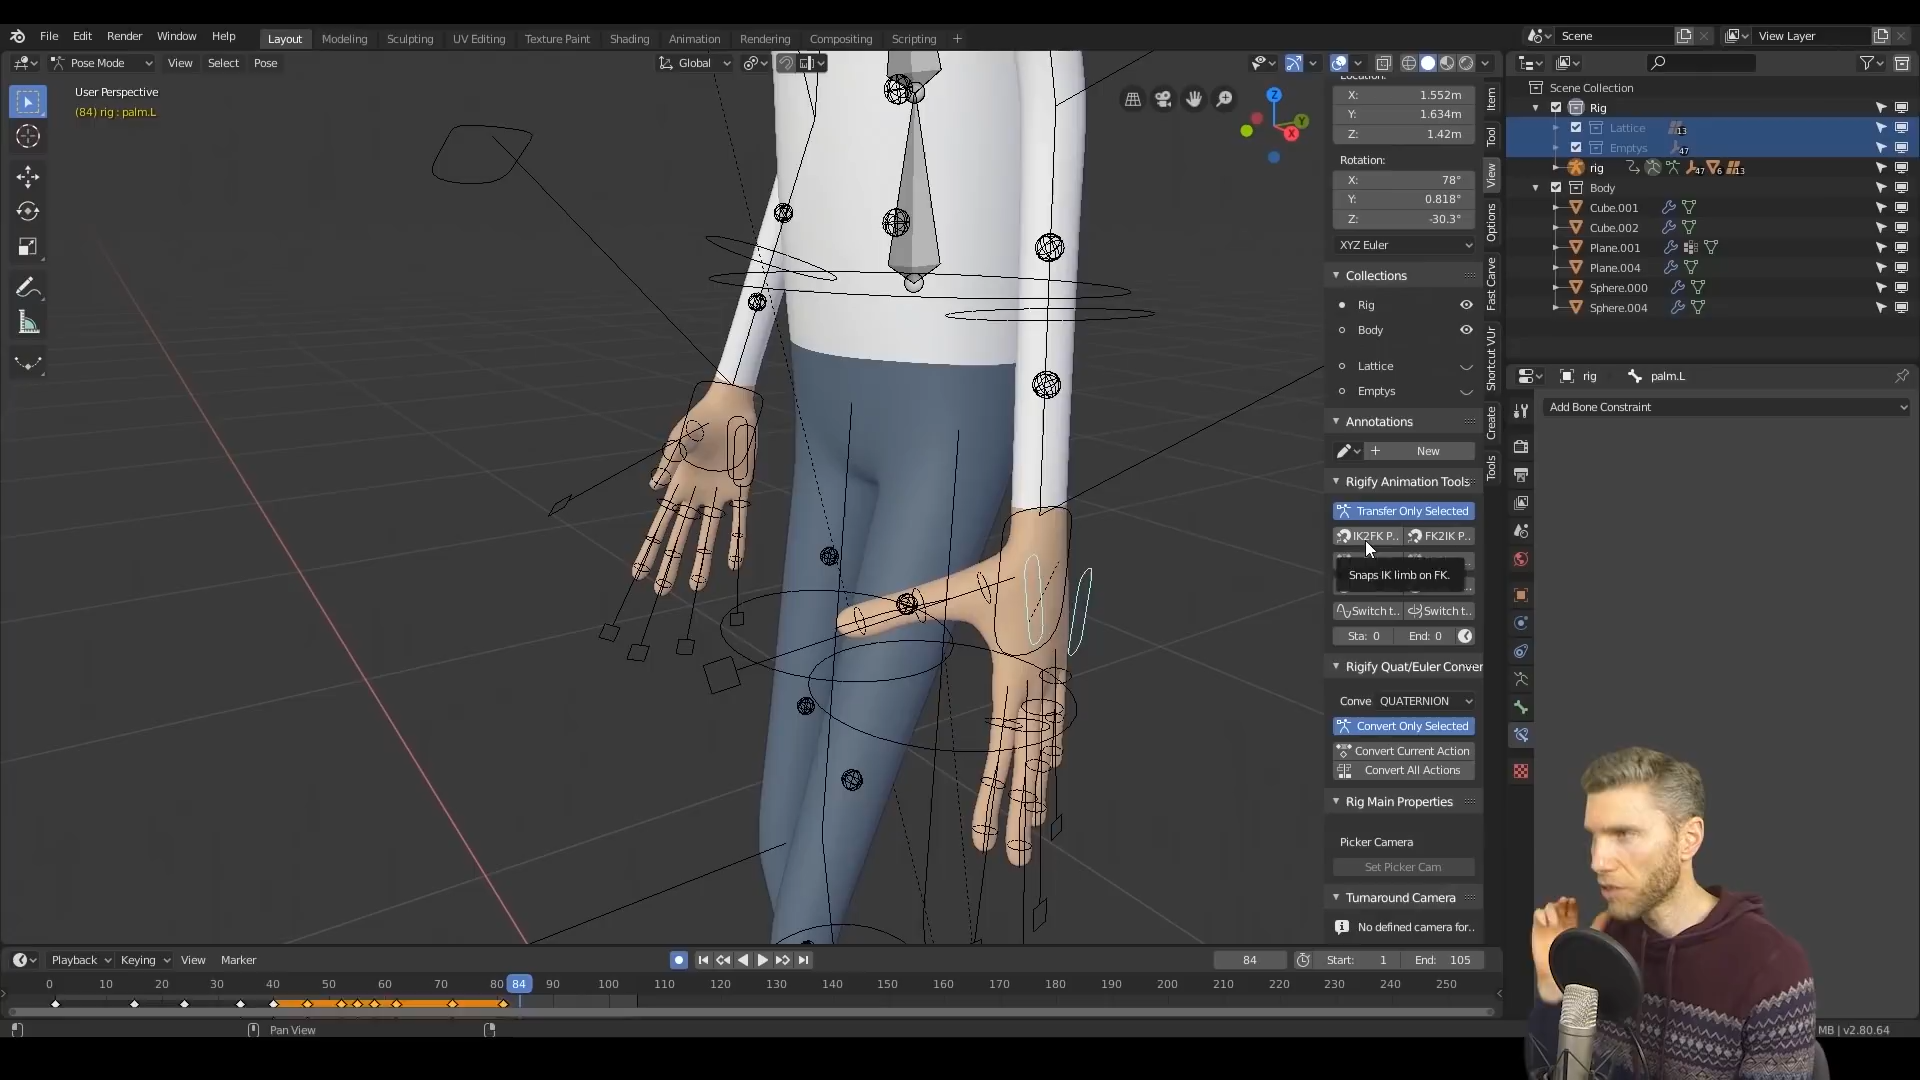 File Edit Render Window Help
Layout Modeling Sculpting UV Editing Texture Paint Shading Animation Rendering Compositing Scripting +
Scene
View Layer
Pose Mode View Select Pose
Global
User Perspective
(84) rig : palm.L
Location:
X: 1.552m
Y: 1.634m
Z: 1.42m
Rotation:
X: 78°
Y: 0.818°
Z: -30.3°
XYZ Euler
Collections
Rig
Body
Lattice
Emptys
Annotations
+ New
Rigify Animation Tools
Transfer Only Selected
IK2FK P.. FK2IK P..
Snaps IK limb on FK.
Switch t.. Switch t..
Sta: 0 End: 0
Rigify Quat/Euler Conver
Conve QUATERNION
Convert Only Selected
Convert Current Action
Convert All Actions
Rig Main Properties
Picker Camera
Set Picker Cam
Turnaround Camera
No defined camera for..
Item
Tool
View
Options
Fast Carve
Shortcut VUr
Create
Tools
Z
Y
X
Scene Collection
Rig
Lattice 13
Emptys 47
rig 47 6 13
Body
Cube.001
Cube.002
Plane.001
Plane.004
Sphere.000
Sphere.004
rig palm.L
Add Bone Constraint
Playback Keying View Marker
84 Start: 1 End: 105
0 10 20 30 40 50 60 70 80 84 90 100 110 120 130 140 150 160 170 180 190 200 210 220 230 240 250
Pan View
MB | v2.80.64